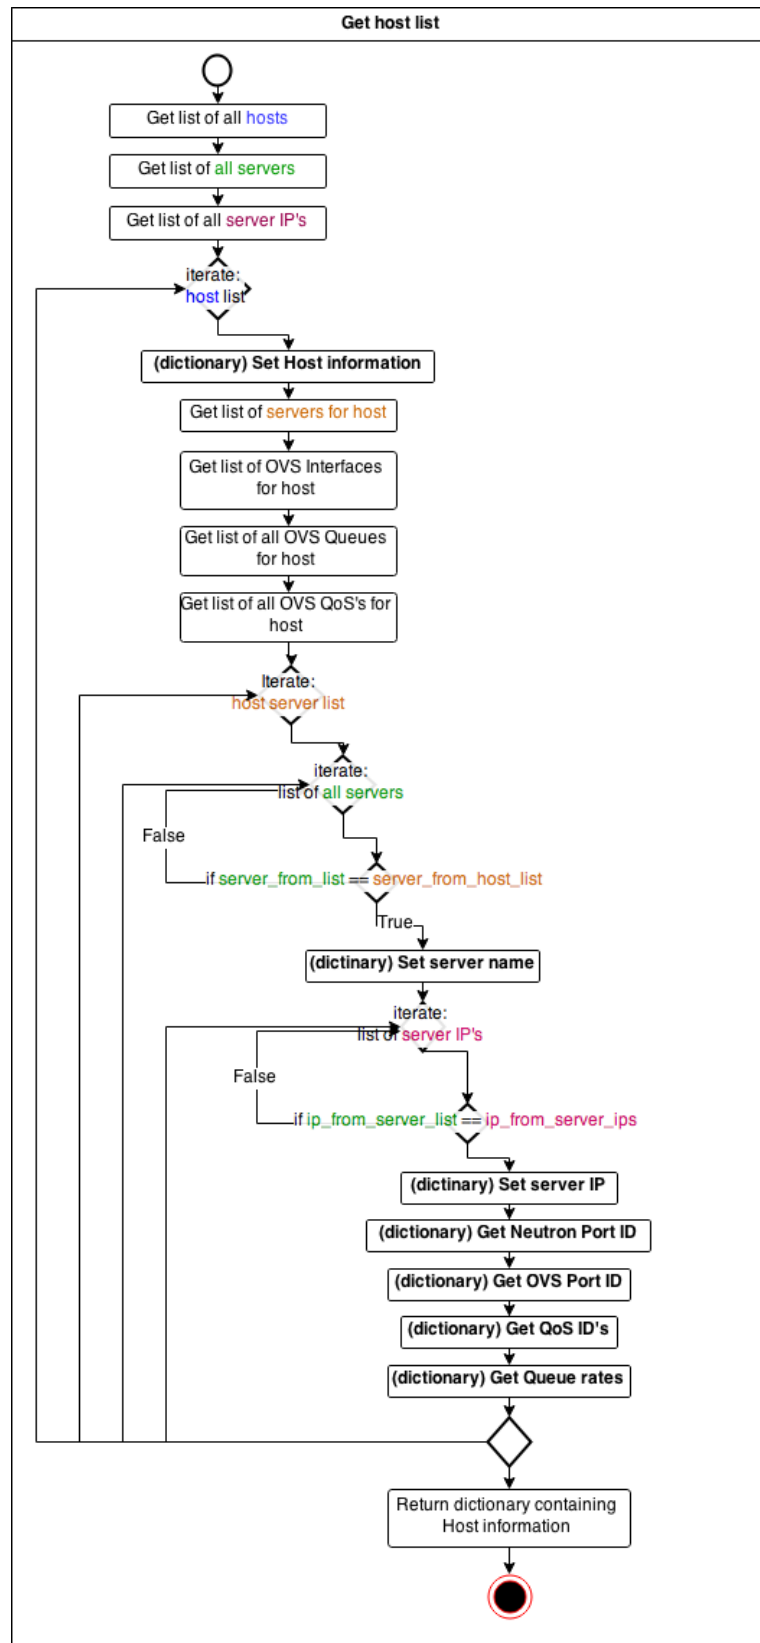 Get host list
Get list of all hosts
Get list of all servers
Get list of all server IP's
iterate:
host list
(dictionary) Set Host information
Get list of servers for host
Get list of OVS Interfaces
for host
Get list of all OVS Queues
for host
Get list of all OVS QoS's for
host
Iterate:
host server list
iterate:
list of all servers
False
if server_from_list == server_from_host_list
True
(dictinary) Set server name
iterate:
list of server IP's
False
if ip_from_server_list == ip_from_server_ips
(dictinary) Set server IP
(dictionary) Get Neutron Port ID
(dictionary) Get OVS Port ID
(dictionary) Get QoS ID's
(dictionary) Get Queue rates
Return dictionary containing
Host information